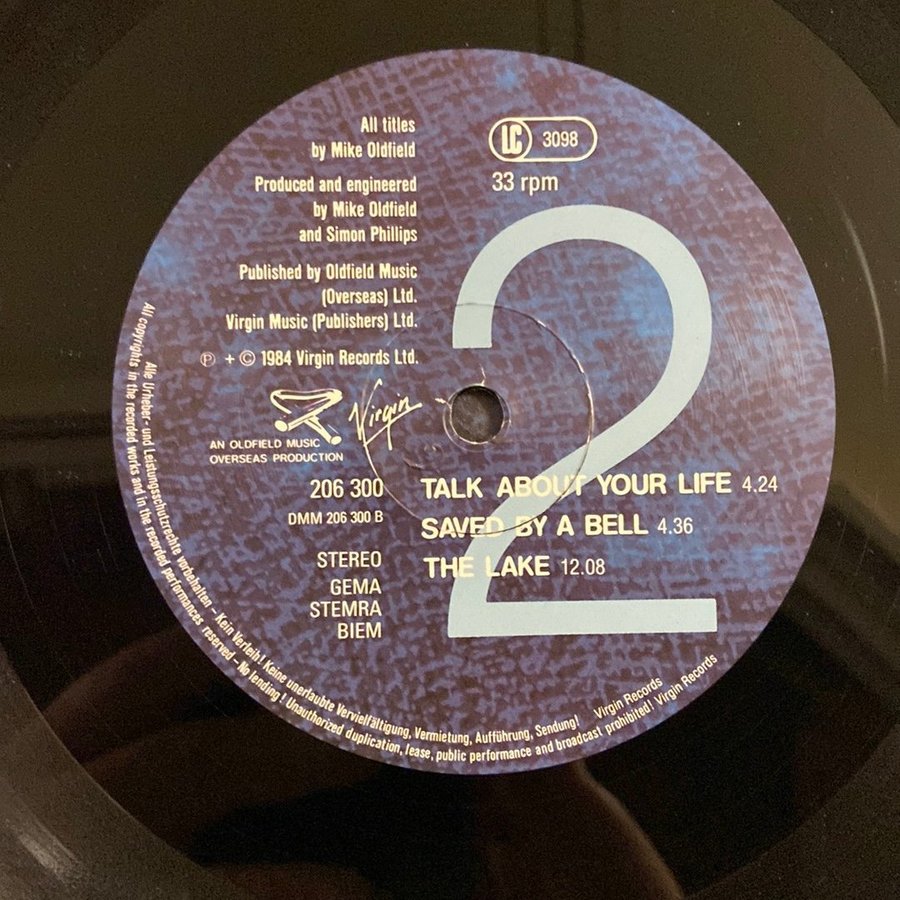 All titles
by Mike Oldfield
Produced and engineered
by Mike Oldfield
and Simon Phillips
Published by Oldfield Music
(Overseas) Ltd.
Virgin Music (Publishers) Ltd.
℗ + © 1984 Virgin Records Ltd.
AN OLDFIELD MUSIC
OVERSEAS PRODUCTION
Virgin
LC 3098
33 rpm
2
206 300
DMM 206 300 B
STEREO
GEMA
STEMRA
BIEM
TALK ABOUT YOUR LIFE 4.24
SAVED BY A BELL 4.36
THE LAKE 12.08
Alle Urheber- und Leistungsschutzrechte vorbehalten – Kein Verleih! Keine unerlaubte Vervielfältigung, Vermietung, Aufführung, Sendung! Virgin Records
All copyrights in the recorded works and in the recorded performances reserved – No lending! Unauthorized duplication, lease, public performance and broadcast prohibited! Virgin Records